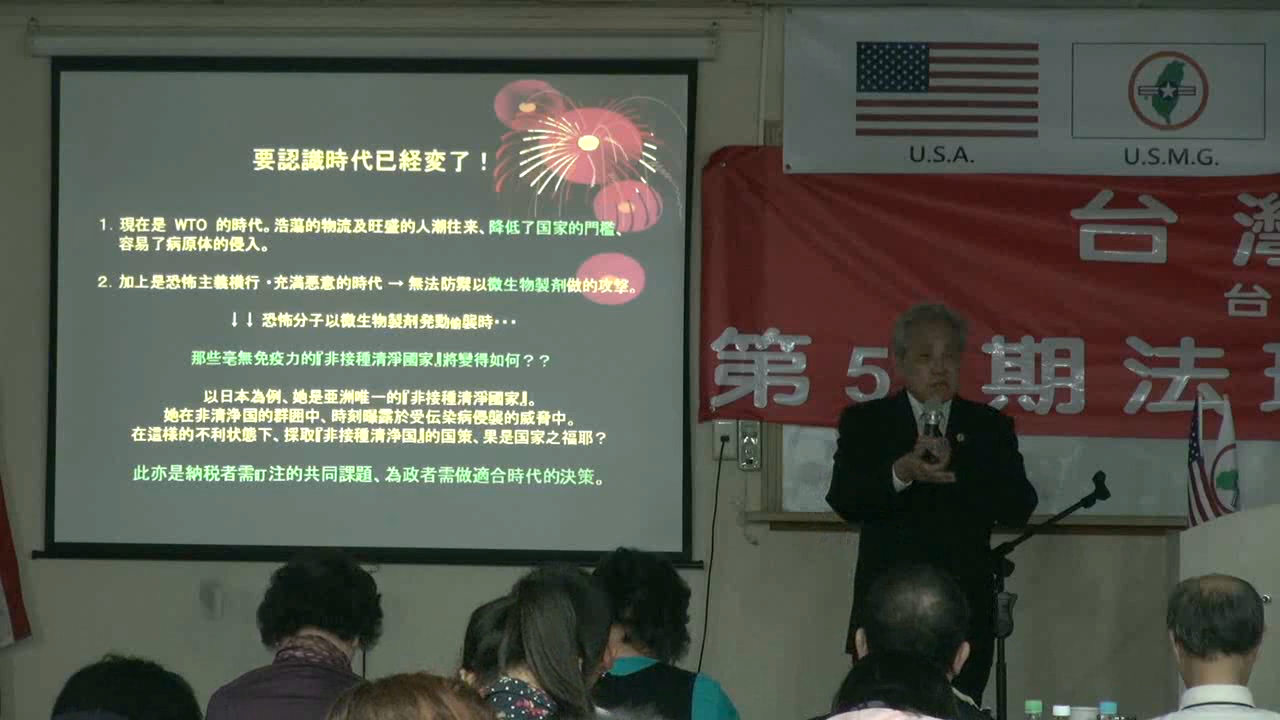 要認識時代已経変了！
1. 現在是 WTO 的時代。浩蕩的物流及旺盛的人潮往来、降低了国家的門檻、
容易了病原体的侵入。
2. 加上是恐怖主義横行・充満悪意的時代 → 無法防禦以微生物製剤做的攻撃。
↓↓恐怖分子以微生物製剤発動偷襲時･･･
那些毫無免疫力的『非接種清淨國家』將變得如何？？
以日本為例、她是亜洲唯一的『非接種清淨國家』。
她在非清浄国的群囲中、時刻曝露於受伝染病侵襲的威脅中。
在這様的不利状態下、採取『非接種清浄国』的国策、果是国家之福耶？
此亦是納税者需盯注的共同課題、為政者需做適合時代的決策。
U.S.A.
U.S.M.G.
台灣
台
第5期法理